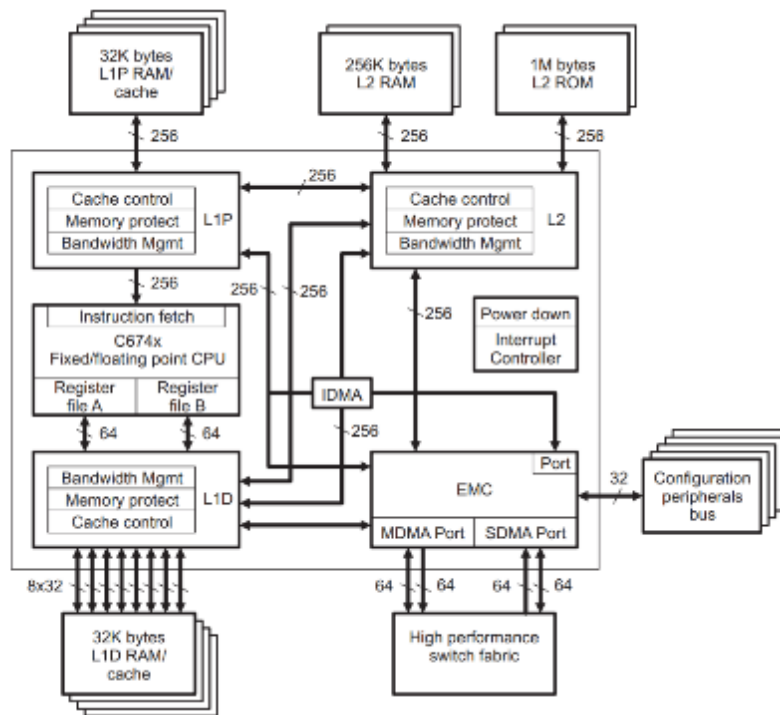 32K bytes
L1P RAM/
cache
256K bytes
L2 RAM
1M bytes
L2 ROM
256
256
256
Cache control
Memory protect
Bandwidth Mgmt
L1P
256
Cache control
Memory protect
Bandwidth Mgmt
L2
256
256
256
256
Instruction fetch
C674x
Fixed/floating point CPU
Register
file A
Register
file B
Power down
Interrupt
Controller
IDMA
64
64
256
Bandwidth Mgmt
Memory protect
Cache control
L1D
Port
EMC
MDMA Port
SDMA Port
32
Configuration
peripherals
bus
8x32
64
64
64
64
32K bytes
L1D RAM/
cache
High performance
switch fabric